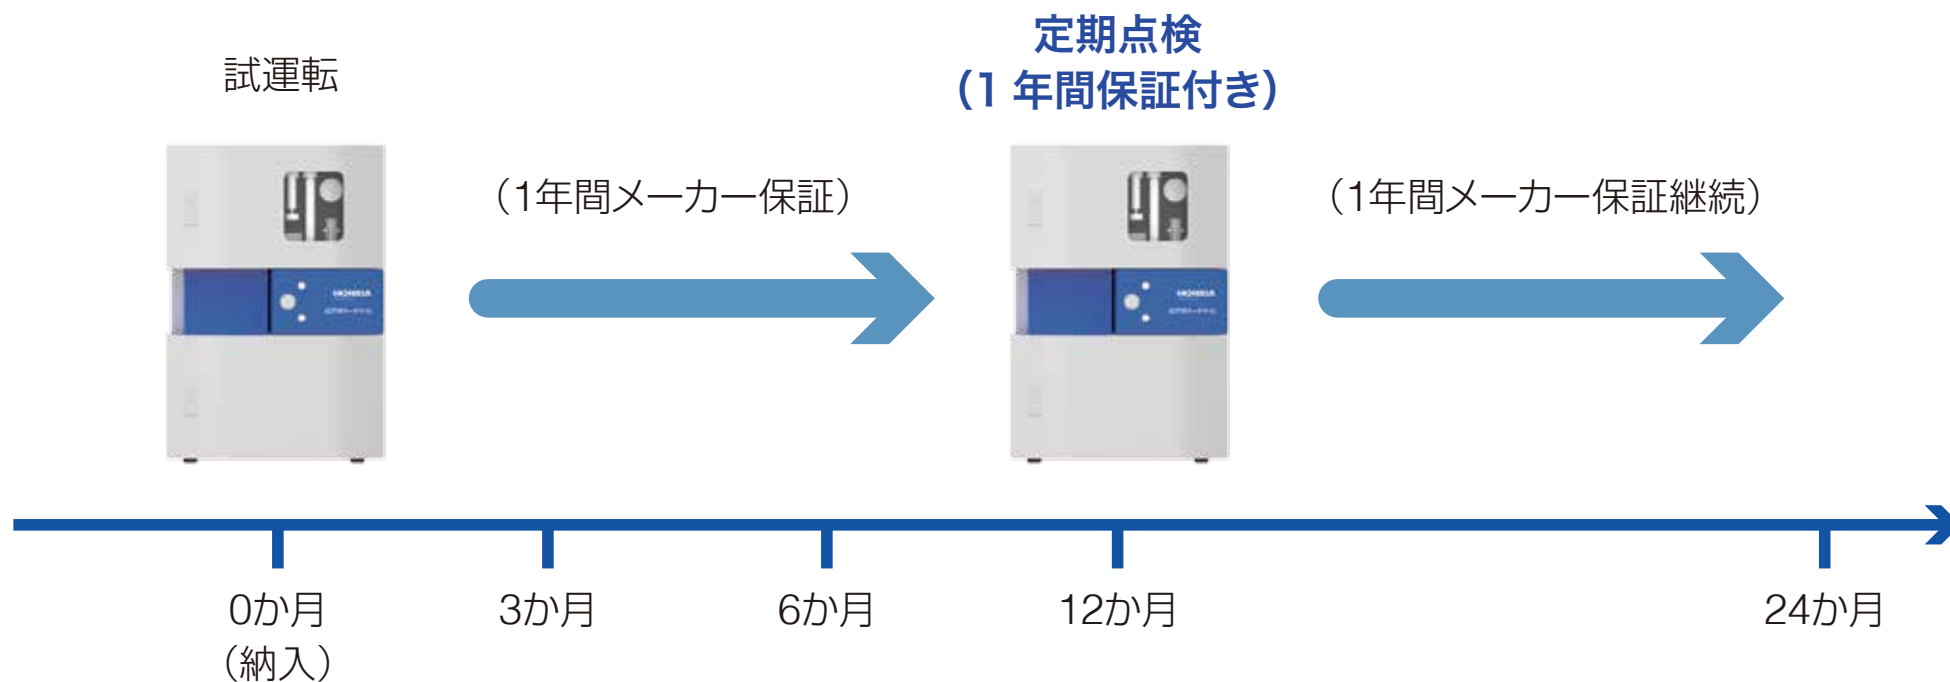 試運転
定期点検
（1 年間保証付き）
（1年間メーカー保証）
（1年間メーカー保証継続）
0か月
（納入）
3か月
6か月
12か月
24か月